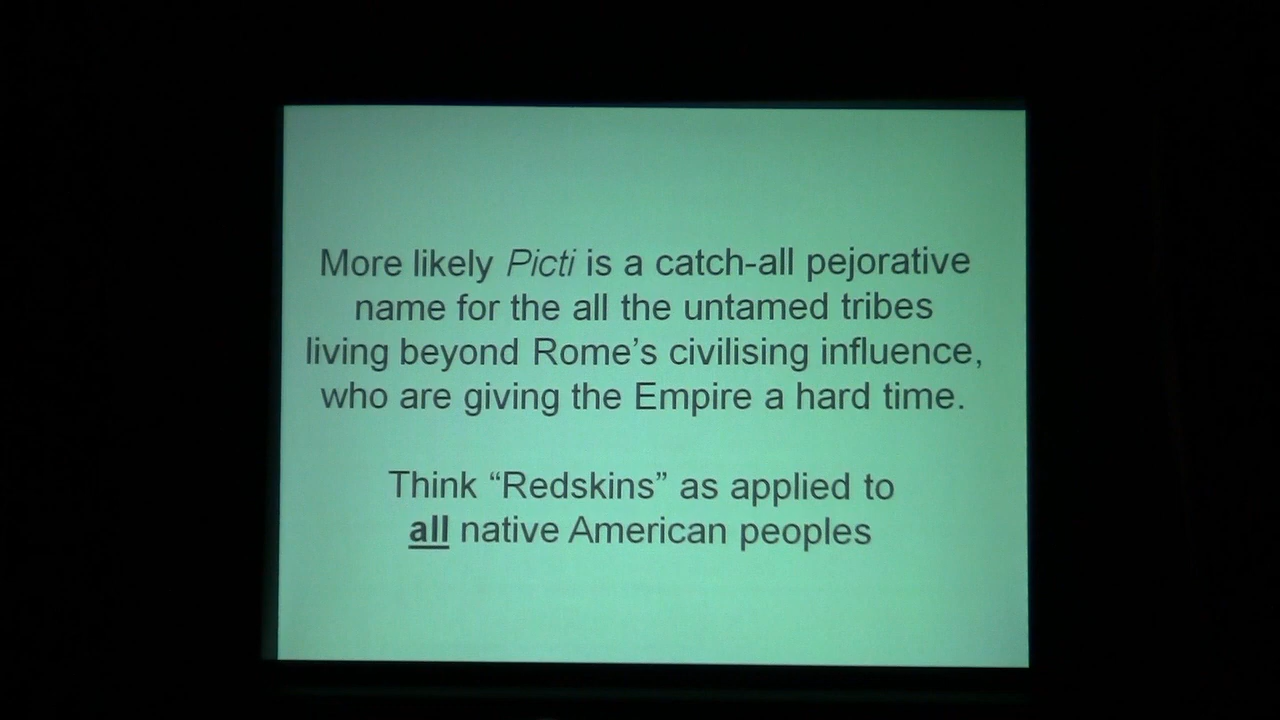 More likely Picti is a catch-all pejorative
name for the all the untamed tribes
living beyond Rome’s civilising influence,
who are giving the Empire a hard time.
Think “Redskins” as applied to
all native American peoples